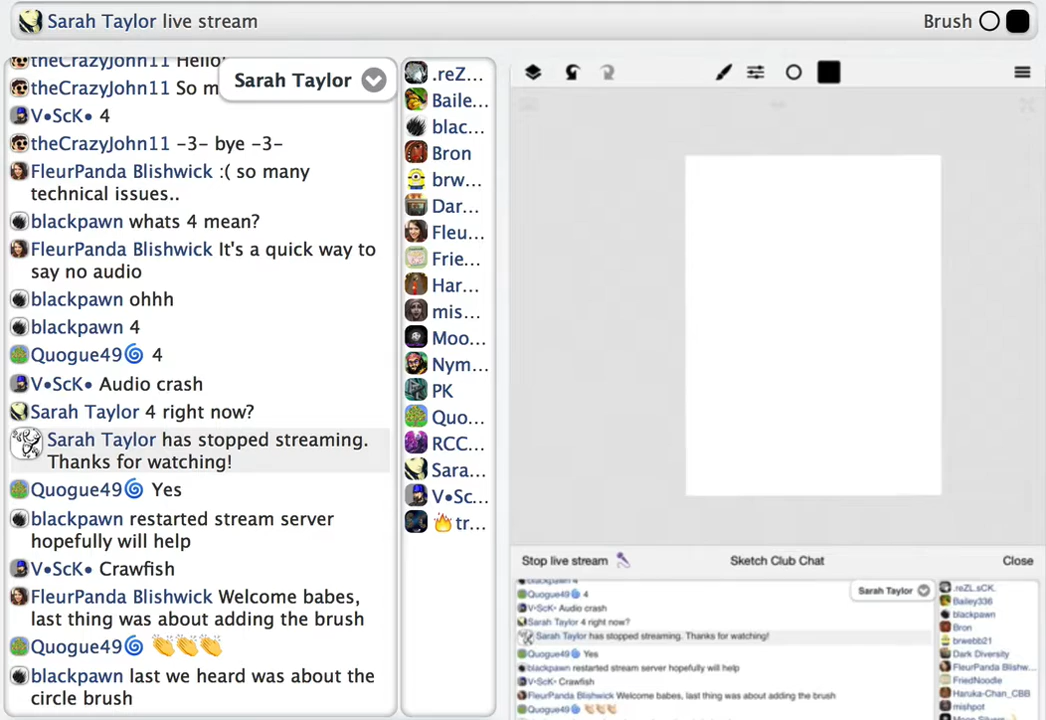 Sarah Taylor live stream
Brush
theCrazyJohn11 Hello
theCrazyJohn11 So m
Sarah Taylor
V•ScK• 4
theCrazyJohn11 -3- bye -3-
FleurPanda Blishwick :( so many
technical issues..
blackpawn whats 4 mean?
FleurPanda Blishwick It's a quick way to
say no audio
blackpawn ohhh
blackpawn 4
Quogue49🌀 4
V•ScK• Audio crash
Sarah Taylor 4 right now?
Sarah Taylor has stopped streaming.
Thanks for watching!
Quogue49🌀 Yes
blackpawn restarted stream server
hopefully will help
V•ScK• Crawfish
FleurPanda Blishwick Welcome babes,
last thing was about adding the brush
Quogue49🌀 👏👏👏
blackpawn last we heard was about the
circle brush
.reZ...
Baile...
blac...
Bron
brw...
Dar...
Fleu...
Frie...
Har...
mis...
Moo...
Nym...
PK
Quo...
RCC...
Sara...
V•Sc...
🔥tr...
Stop live stream
Sketch Club Chat
Close
blackpawn 4
Quogue49🌀 4
V•ScK• Audio crash
Sarah Taylor 4 right now?
Sarah Taylor has stopped streaming. Thanks for watching!
Quogue49🌀 Yes
blackpawn restarted stream server hopefully will help
V•ScK• Crawfish
FleurPanda Blishwick Welcome babes, last thing was about adding the brush
Quogue49🌀 👏👏👏
Sarah Taylor
.reZL.sCK.
Bailey336
blackpawn
Bron
brwebb21
Dark Diversity
FleurPanda Blishw...
FriedNoodle
Haruka-Chan_CBB
mishpot